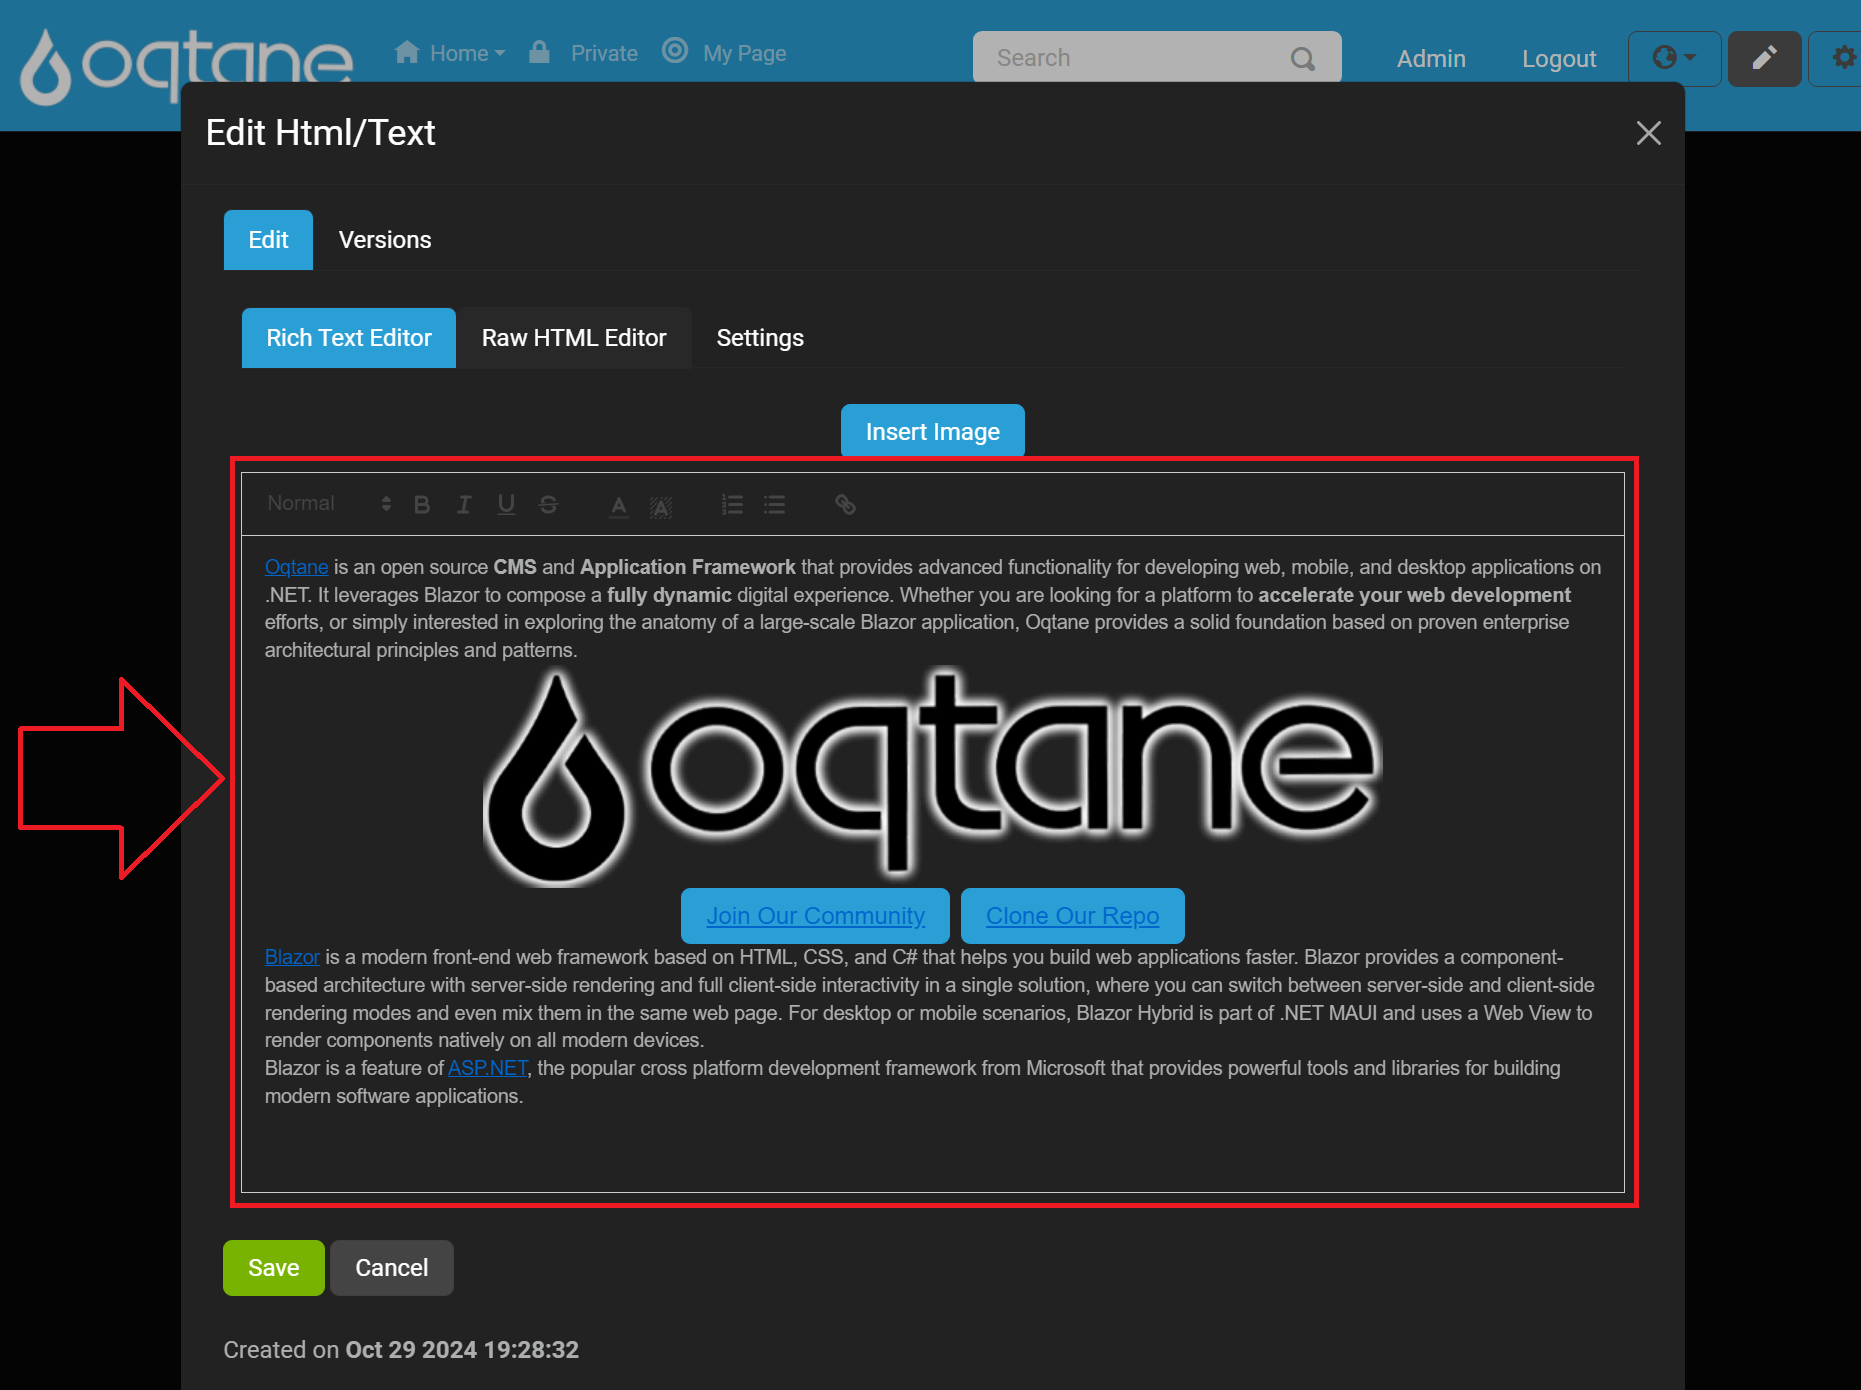 oqtane Home Private My Page Search Admin Logout
Edit Html/Text
Edit Versions
Rich Text Editor Raw HTML Editor Settings
Insert Image
Normal B I U S A A
Oqtane is an open source CMS and Application Framework that provides advanced functionality for developing web, mobile, and desktop applications on
.NET. It leverages Blazor to compose a fully dynamic digital experience. Whether you are looking for a platform to accelerate your web development
efforts, or simply interested in exploring the anatomy of a large-scale Blazor application, Oqtane provides a solid foundation based on proven enterprise
architectural principles and patterns.
oqtane
Join Our Community Clone Our Repo
Blazor is a modern front-end web framework based on HTML, CSS, and C# that helps you build web applications faster. Blazor provides a component-
based architecture with server-side rendering and full client-side interactivity in a single solution, where you can switch between server-side and client-side
rendering modes and even mix them in the same web page. For desktop or mobile scenarios, Blazor Hybrid is part of .NET MAUI and uses a Web View to
render components natively on all modern devices.
Blazor is a feature of ASP.NET, the popular cross platform development framework from Microsoft that provides powerful tools and libraries for building
modern software applications.
Save Cancel
Created on Oct 29 2024 19:28:32